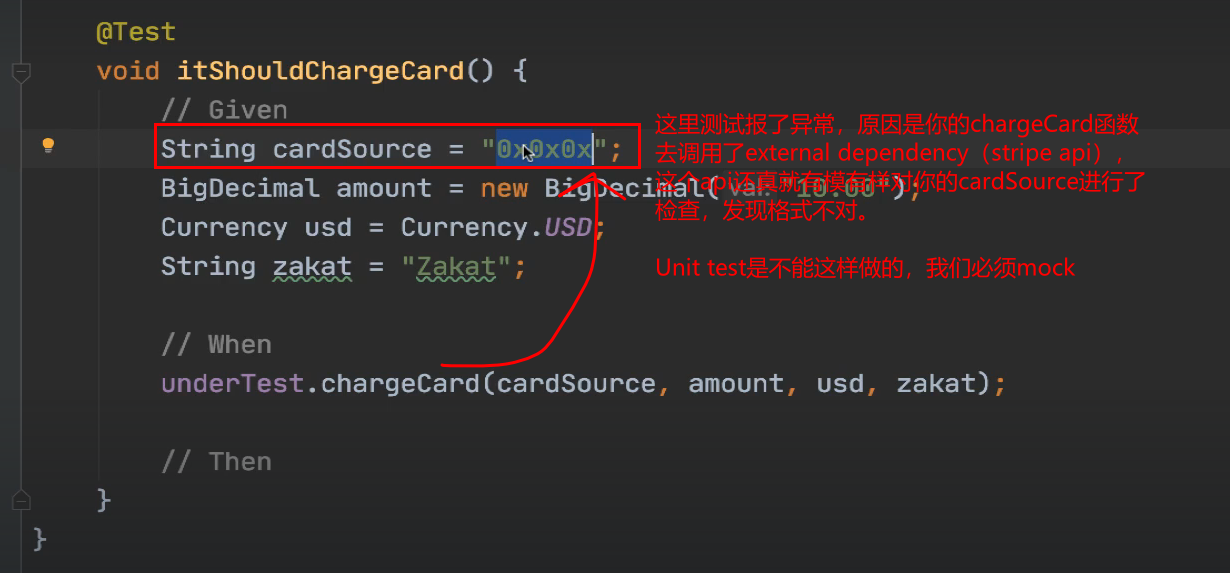 @Test
void itShouldChargeCard() {
// Given
String cardSource = "0x0x0x";
这里测试报了异常，原因是你的chargeCard函数
去调用了external dependency（stripe api），
这个api还真就有模有样对你的cardSource进行了
检查，发现格式不对。
BigDecimal amount = new BigDecimal( val: "10.00");
Currency usd = Currency.USD;
String zakat = "Zakat";
Unit test是不能这样做的，我们必须mock
// When
underTest.chargeCard(cardSource, amount, usd, zakat);
// Then
}
}